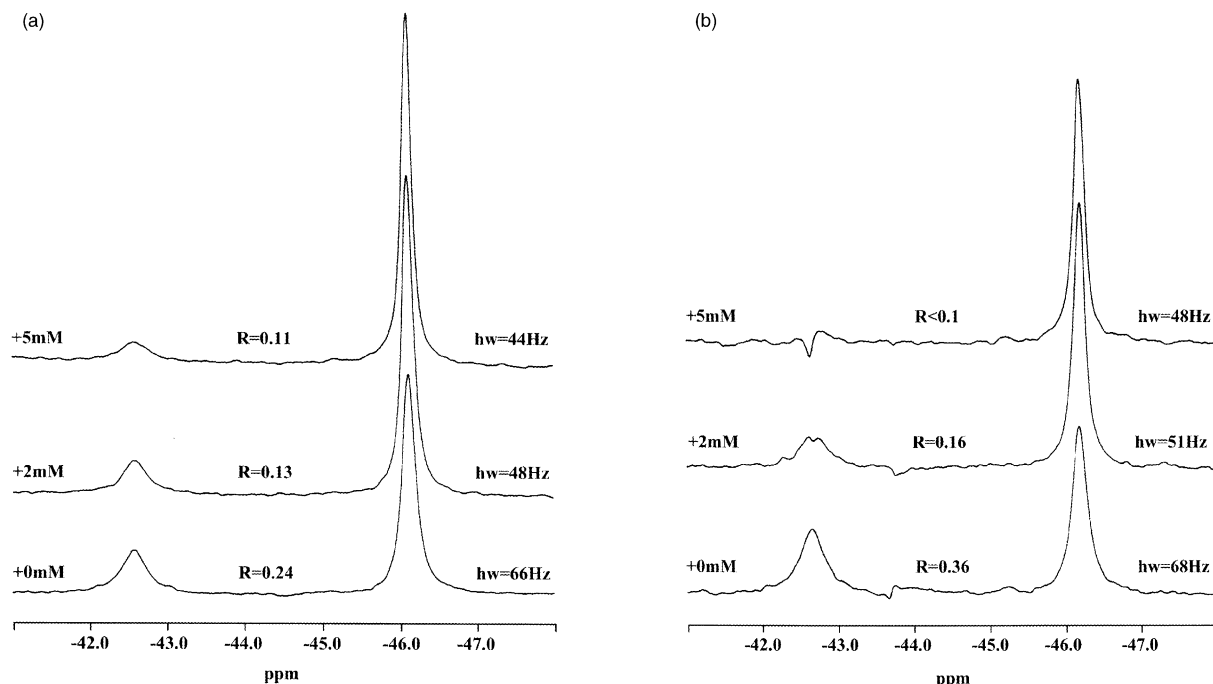 (a)
+5mM R=0.11 hw=44Hz
+2mM R=0.13 hw=48Hz
+0mM R=0.24 hw=66Hz
-42.0 -43.0 -44.0 -45.0 -46.0 -47.0
ppm
(b)
+5mM R<0.1 hw=48Hz
+2mM R=0.16 hw=51Hz
+0mM R=0.36 hw=68Hz
-42.0 -43.0 -44.0 -45.0 -46.0 -47.0
ppm